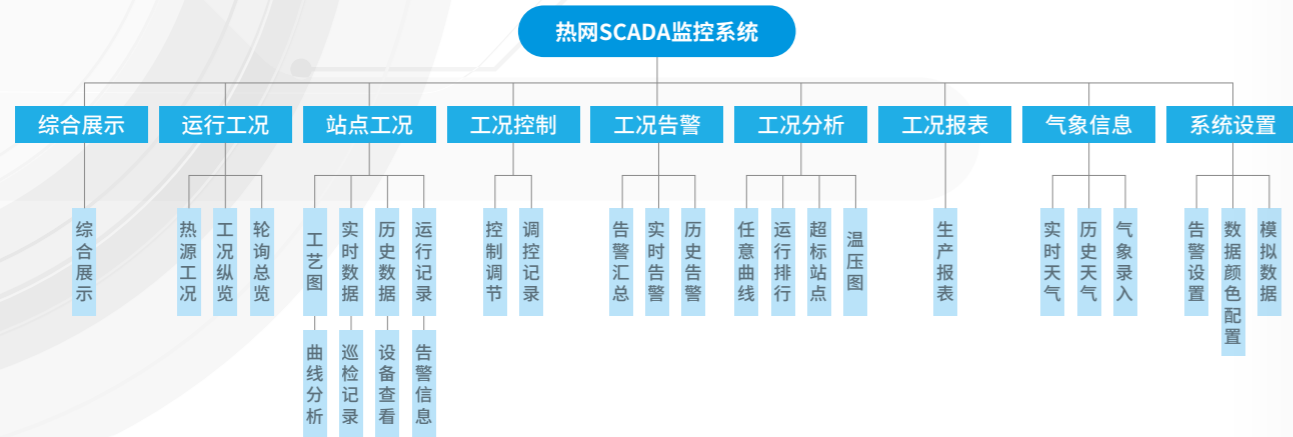 热网SCADA监控系统
综合展示
运行工况
站点工况
工况控制
工况告警
工况分析
工况报表
气象信息
系统设置
综合展示
热源工况
工况纵览
轮询总览
工艺图
实时数据
历史数据
运行记录
控制调节
调控记录
告警汇总
实时告警
历史告警
任意曲线
运行排行
超标站点
温压图
生产报表
实时天气
历史天气
气象录入
告警设置
数据颜色配置
模拟数据
曲线分析
巡检记录
设备查看
告警信息